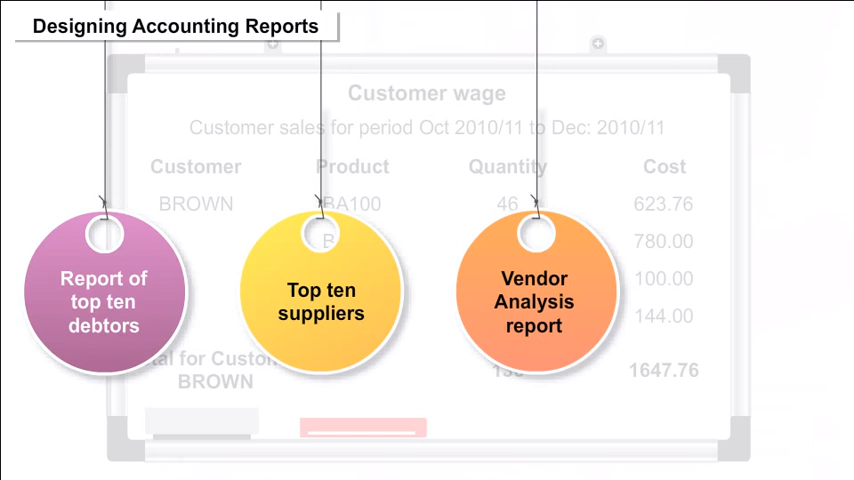 Designing Accounting Reports
Customer wage
Customer sales for period Oct 2010/11 to Dec: 2010/11
Customer Product Quantity Cost
BROWN BA100 46 623.76
780.00
100.00
144.00
BROWN 1647.76
Report of
top ten
debtors
Top ten
suppliers
Vendor
Analysis
report